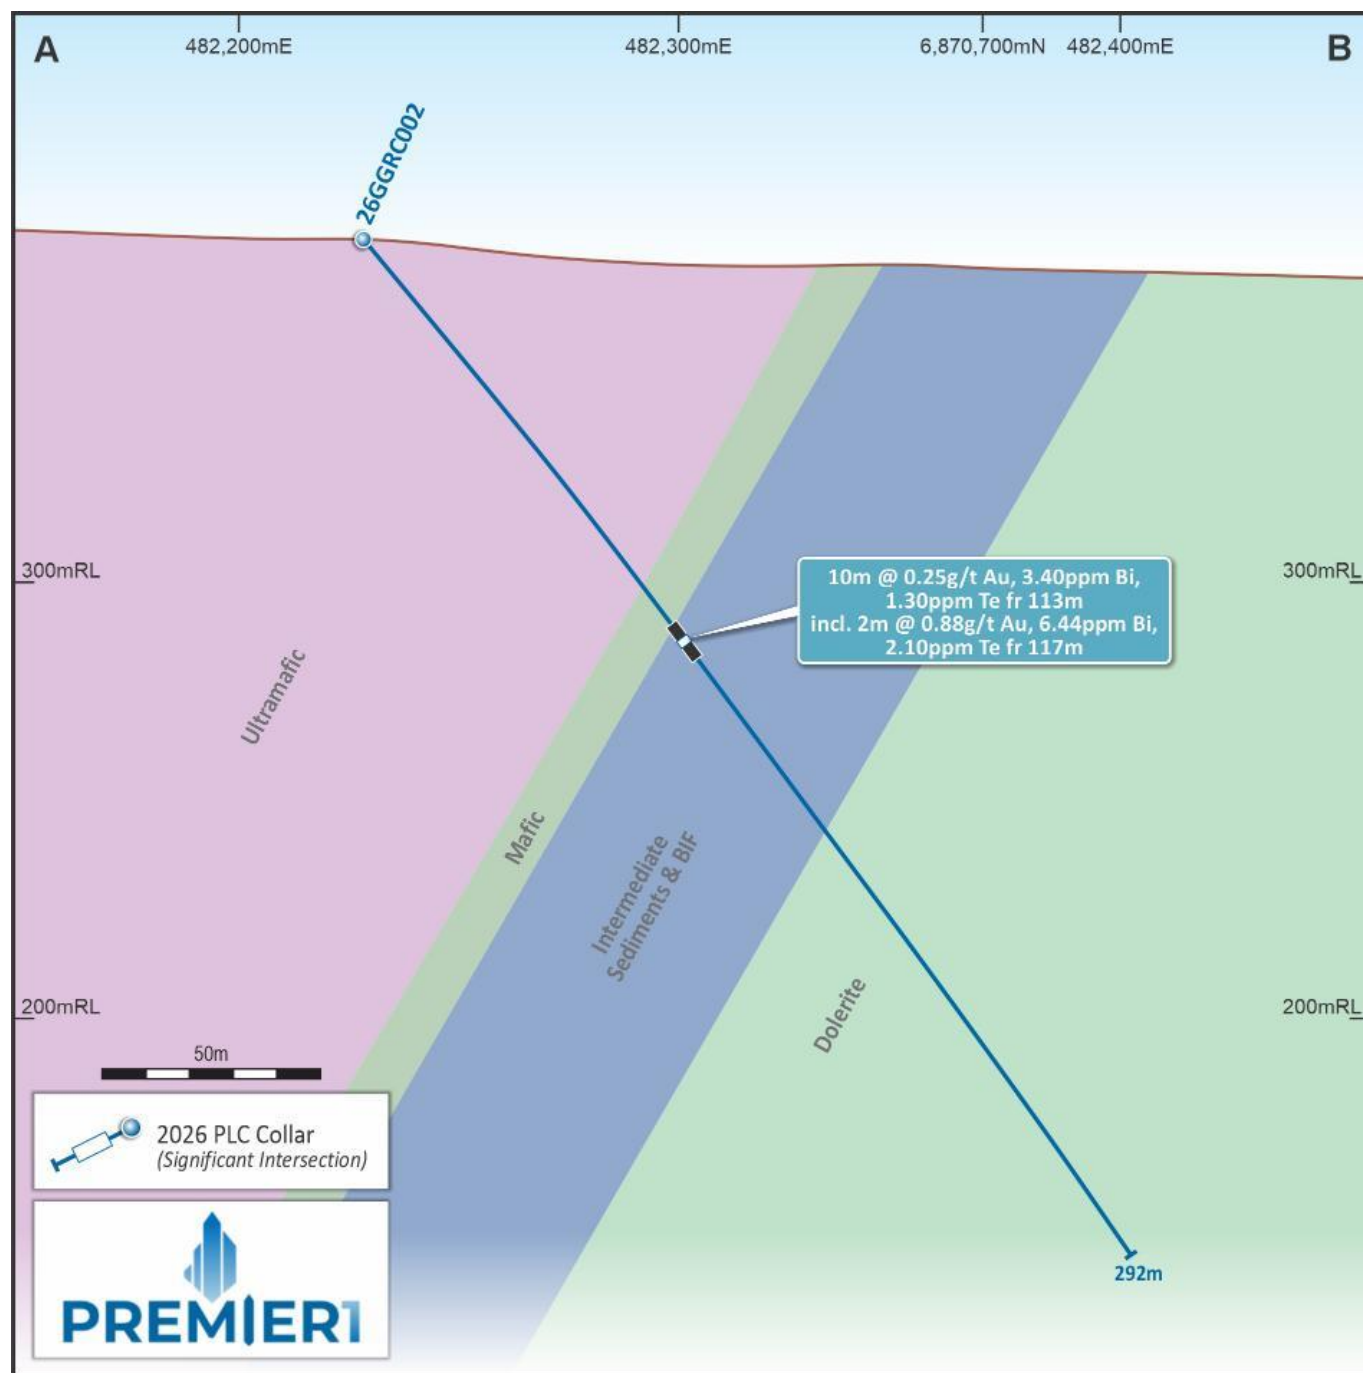 A
482,200mE
482,300mE
6,870,700mN
482,400mE
B
26GGRC002
300mRL
300mRL
10m @ 0.25g/t Au, 3.40ppm Bi,
1.30ppm Te fr 113m
incl. 2m @ 0.88g/t Au, 6.44ppm Bi,
2.10ppm Te fr 117m
Ultramafic
Mafic
Intermediate
Sediments & BIF
Dolerite
200mRL
200mRL
50m
2026 PLC Collar
(Significant Intersection)
292m
PREMIER1